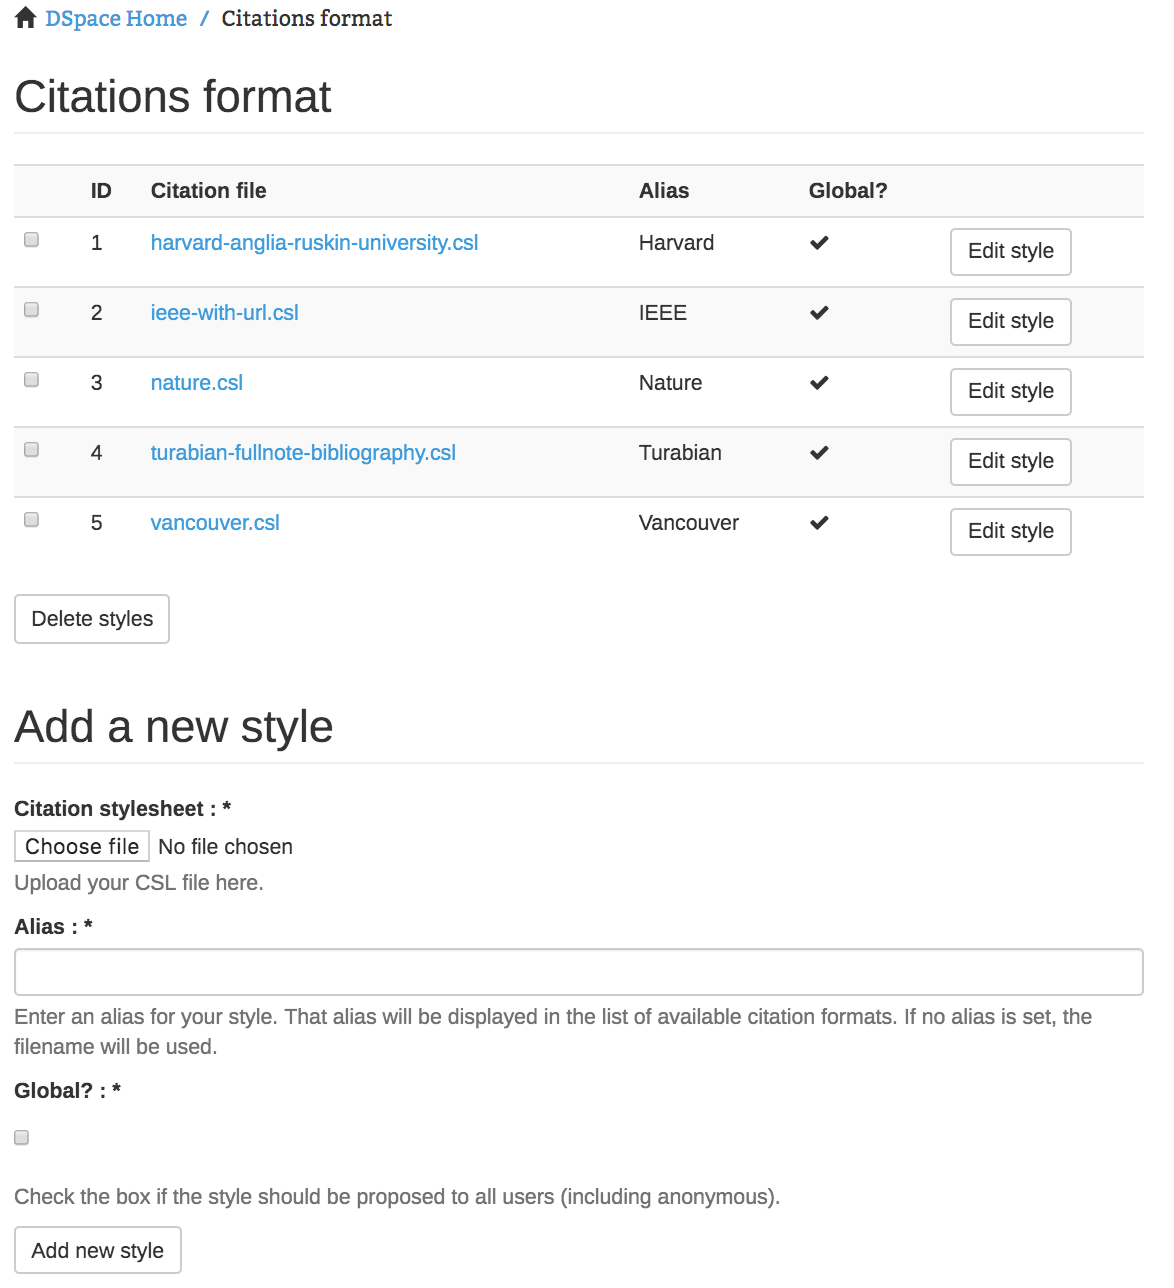 DSpace Home / Citations format
Citations format
ID Citation file Alias Global?
1 harvard-anglia-ruskin-university.csl Harvard Edit style
2 ieee-with-url.csl IEEE Edit style
3 nature.csl Nature Edit style
4 turabian-fullnote-bibliography.csl Turabian Edit style
5 vancouver.csl Vancouver Edit style
Delete styles
Add a new style
Citation stylesheet : *
Choose file No file chosen
Upload your CSL file here.
Alias : *
Enter an alias for your style. That alias will be displayed in the list of available citation formats. If no alias is set, the
filename will be used.
Global? : *
Check the box if the style should be proposed to all users (including anonymous).
Add new style